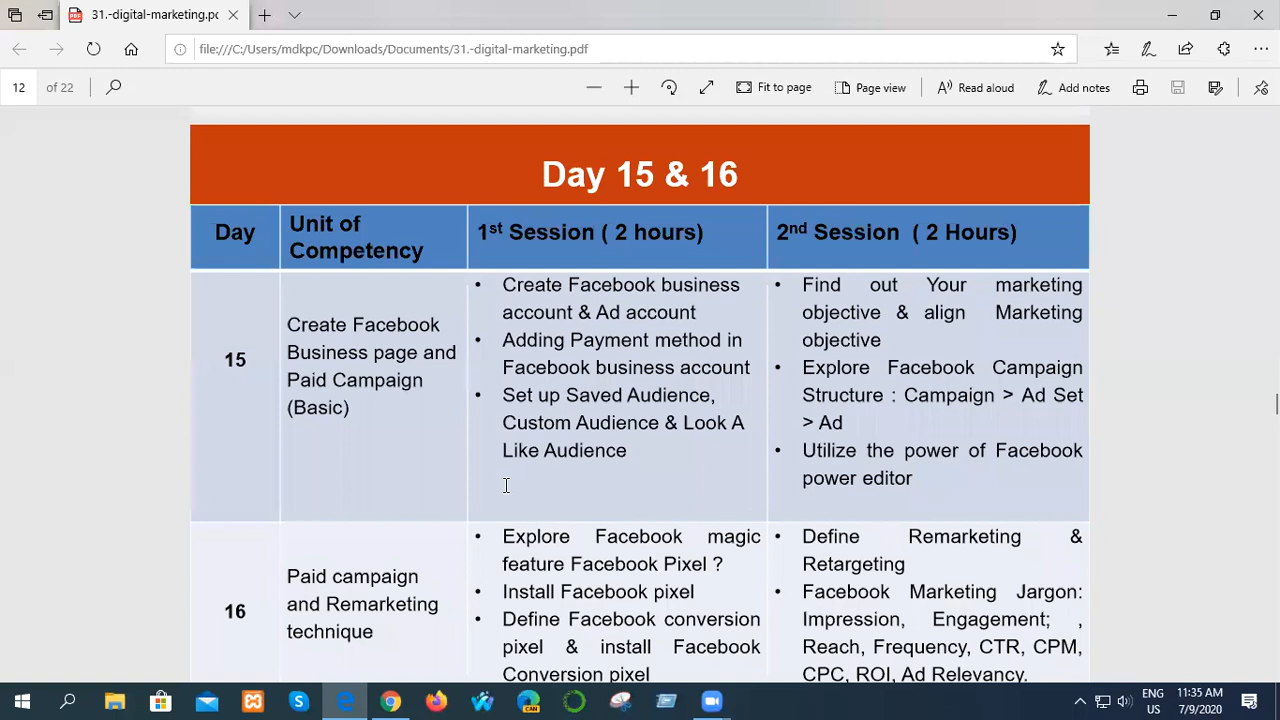 31.-digital-marketing.pd
file:///C:/Users/mdkpc/Downloads/Documents/31.-digital-marketing.pdf
12 of 22
Fit to page
Page view
Read aloud
Add notes
Day 15 & 16
Day
Unit of
Competency
1st Session ( 2 hours)
2nd Session ( 2 Hours)
15
Create Facebook
Business page and
Paid Campaign
(Basic)
• Create Facebook business
account & Ad account
• Adding Payment method in
Facebook business account
• Set up Saved Audience,
Custom Audience & Look A
Like Audience
• Find out Your marketing
objective & align Marketing
objective
• Explore Facebook Campaign
Structure : Campaign > Ad Set
> Ad
• Utilize the power of Facebook
power editor
16
Paid campaign
and Remarketing
technique
• Explore Facebook magic
feature Facebook Pixel ?
• Install Facebook pixel
• Define Facebook conversion
pixel & install Facebook
Conversion pixel
• Define Remarketing &
Retargeting
• Facebook Marketing Jargon:
Impression, Engagement; ,
Reach, Frequency, CTR, CPM,
CPC, ROI, Ad Relevancy.
CAN
ENG
US
11:35 AM
7/9/2020